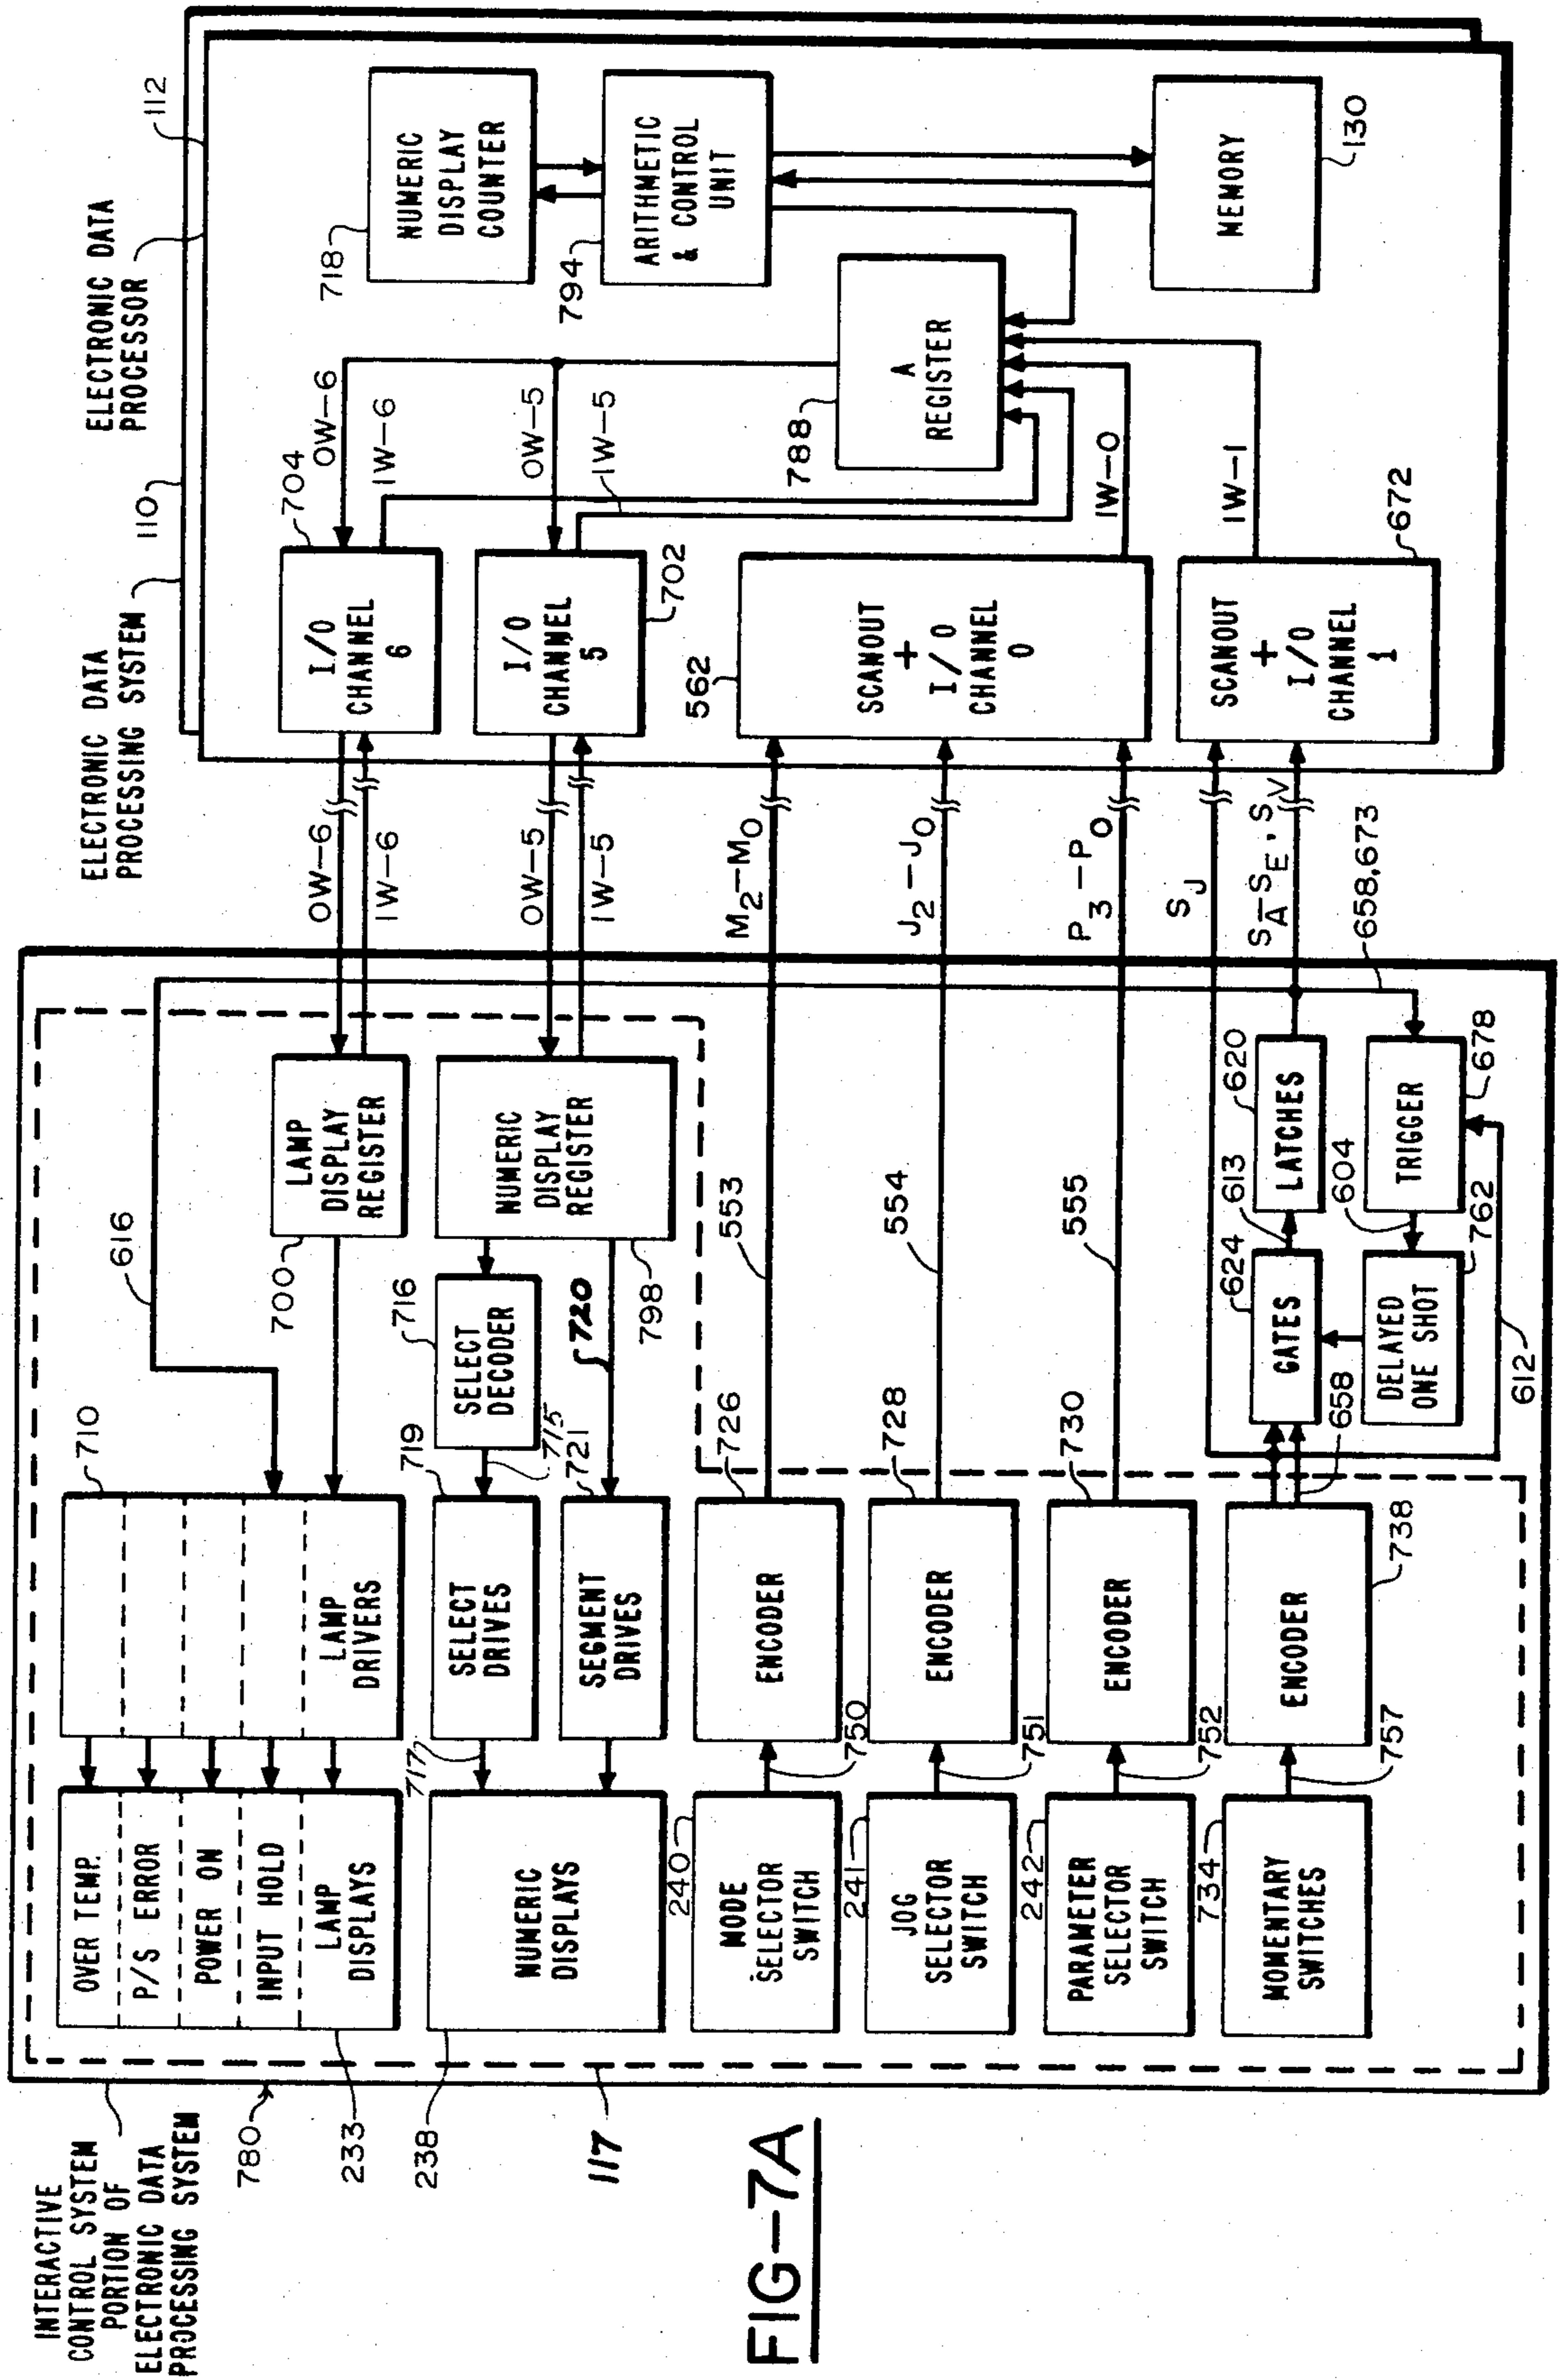 INTERACTIVE
CONTROL SYSTEM
PORTION OF
ELECTRONIC DATA
PROCESSING SYSTEM
780
233
238
117
OVER TEMP.
P/S ERROR
POWER ON
INPUT HOLD
LAMP
DISPLAYS
710
LAMP
DRIVERS
616
700
LAMP
DISPLAY
REGISTER
NUMERIC
DISPLAYS
717
719
SELECT
DRIVES
721
SEGMENT
DRIVES
715
716
SELECT
DECODER
720
798
NUMERIC
DISPLAY
REGISTER
240
MODE
SELECTOR
SWITCH
750
726
ENCODER
553
241
JOG
SELECTOR
SWITCH
751
728
ENCODER
554
242
PARAMETER
SELECTOR
SWITCH
752
730
ENCODER
555
734
MOMENTARY
SWITCHES
757
738
ENCODER
658
624
GATES
613
620
LATCHES
DELAYED
ONE SHOT
762
604
TRIGGER
678
612
658,673
OW-6
IW-6
OW-5
IW-5
M2-M0
J2-J0
P3-P0
SJ
SA-SE, SV
ELECTRONIC DATA
PROCESSING SYSTEM
110
ELECTRONIC DATA
PROCESSOR
112
704
I/O
CHANNEL
6
OW-6
IW-6
702
I/O
CHANNEL
5
OW-5
IW-5
562
SCANOUT
+
I/O
CHANNEL
0
IW-0
672
SCANOUT
+
I/O
CHANNEL
1
IW-1
788
A
REGISTER
718
NUMERIC
DISPLAY
COUNTER
794
ARITHMETIC
& CONTROL
UNIT
MEMORY
130
FIG-7A